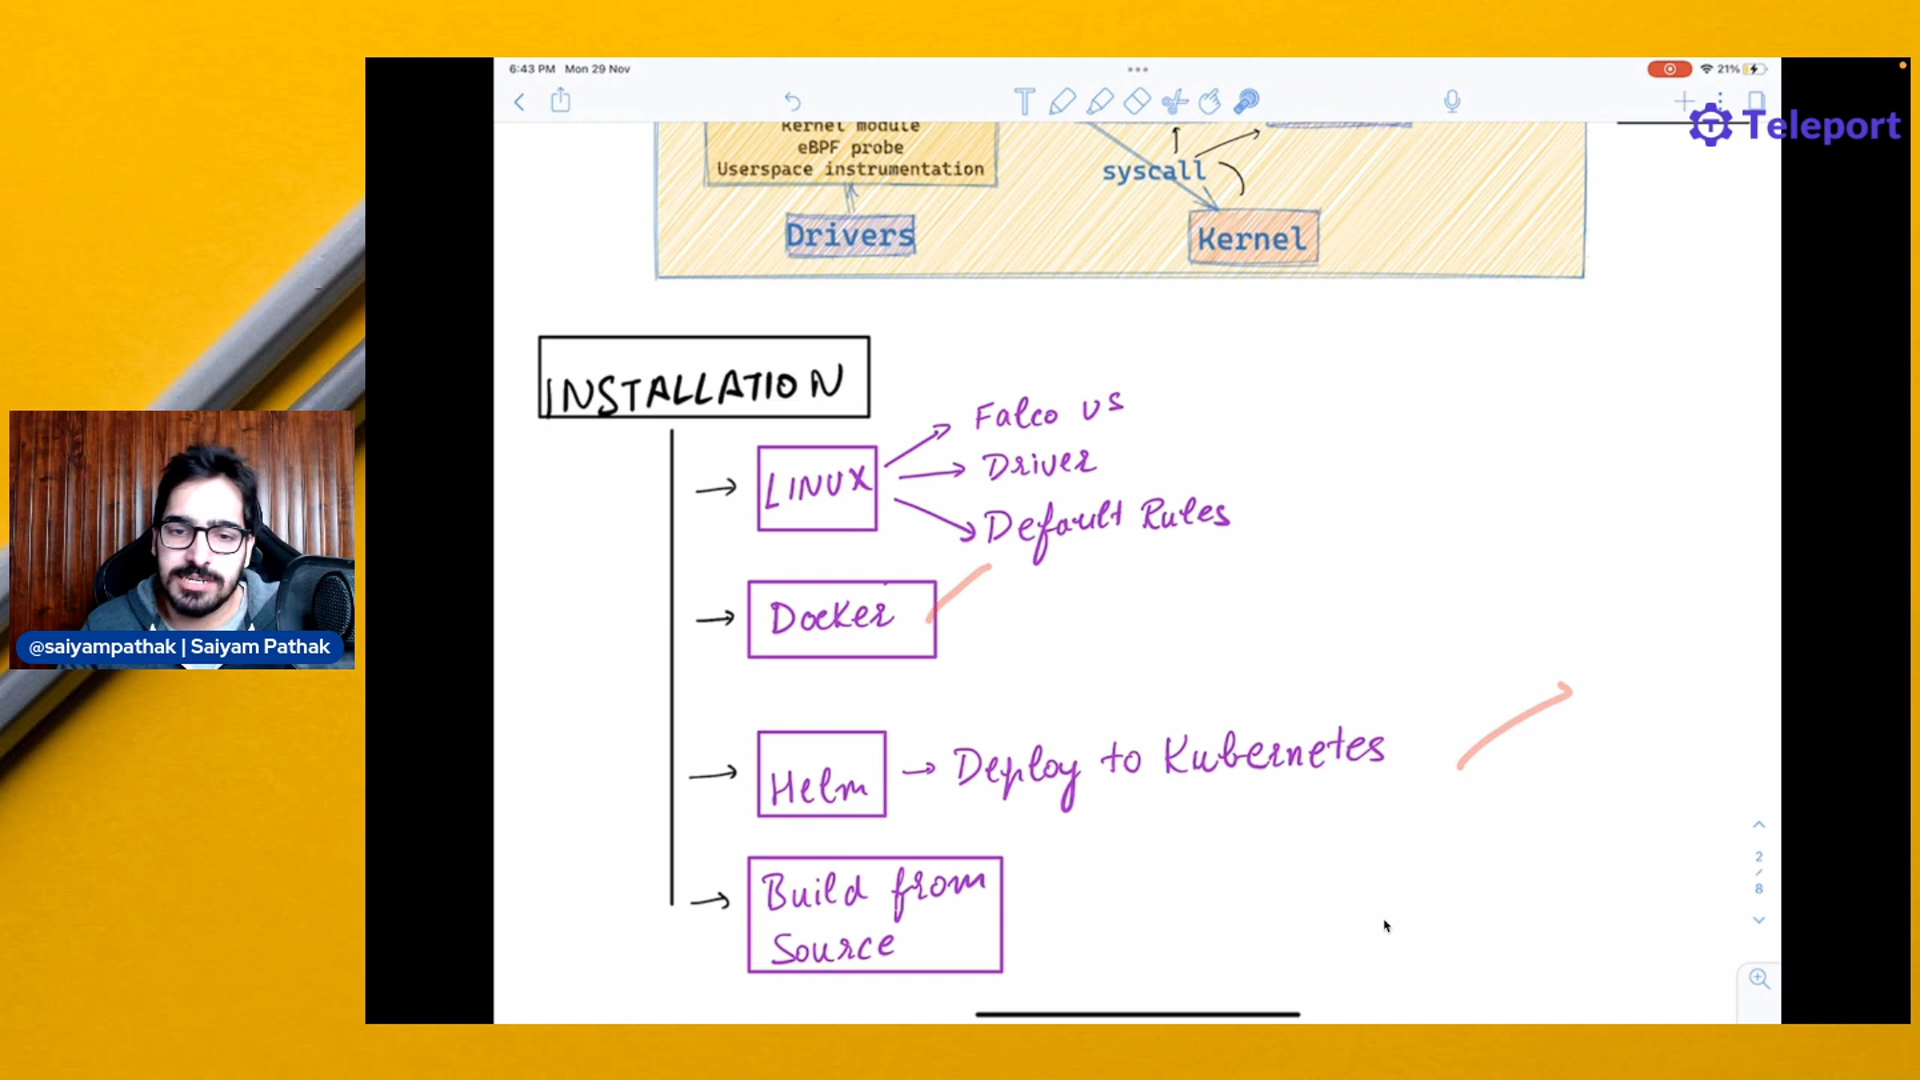 6:43 PM Mon 29 Nov
21%
Teleport
Kernel module
eBPF probe
Userspace instrumentation
syscall
Drivers
Kernel
INSTALLATION
Falco us
LINUX
Driver
Default Rules
Docker
Helm
Deploy to Kubernetes
Build from
Source
2
/
8
@saiyampathak | Saiyam Pathak